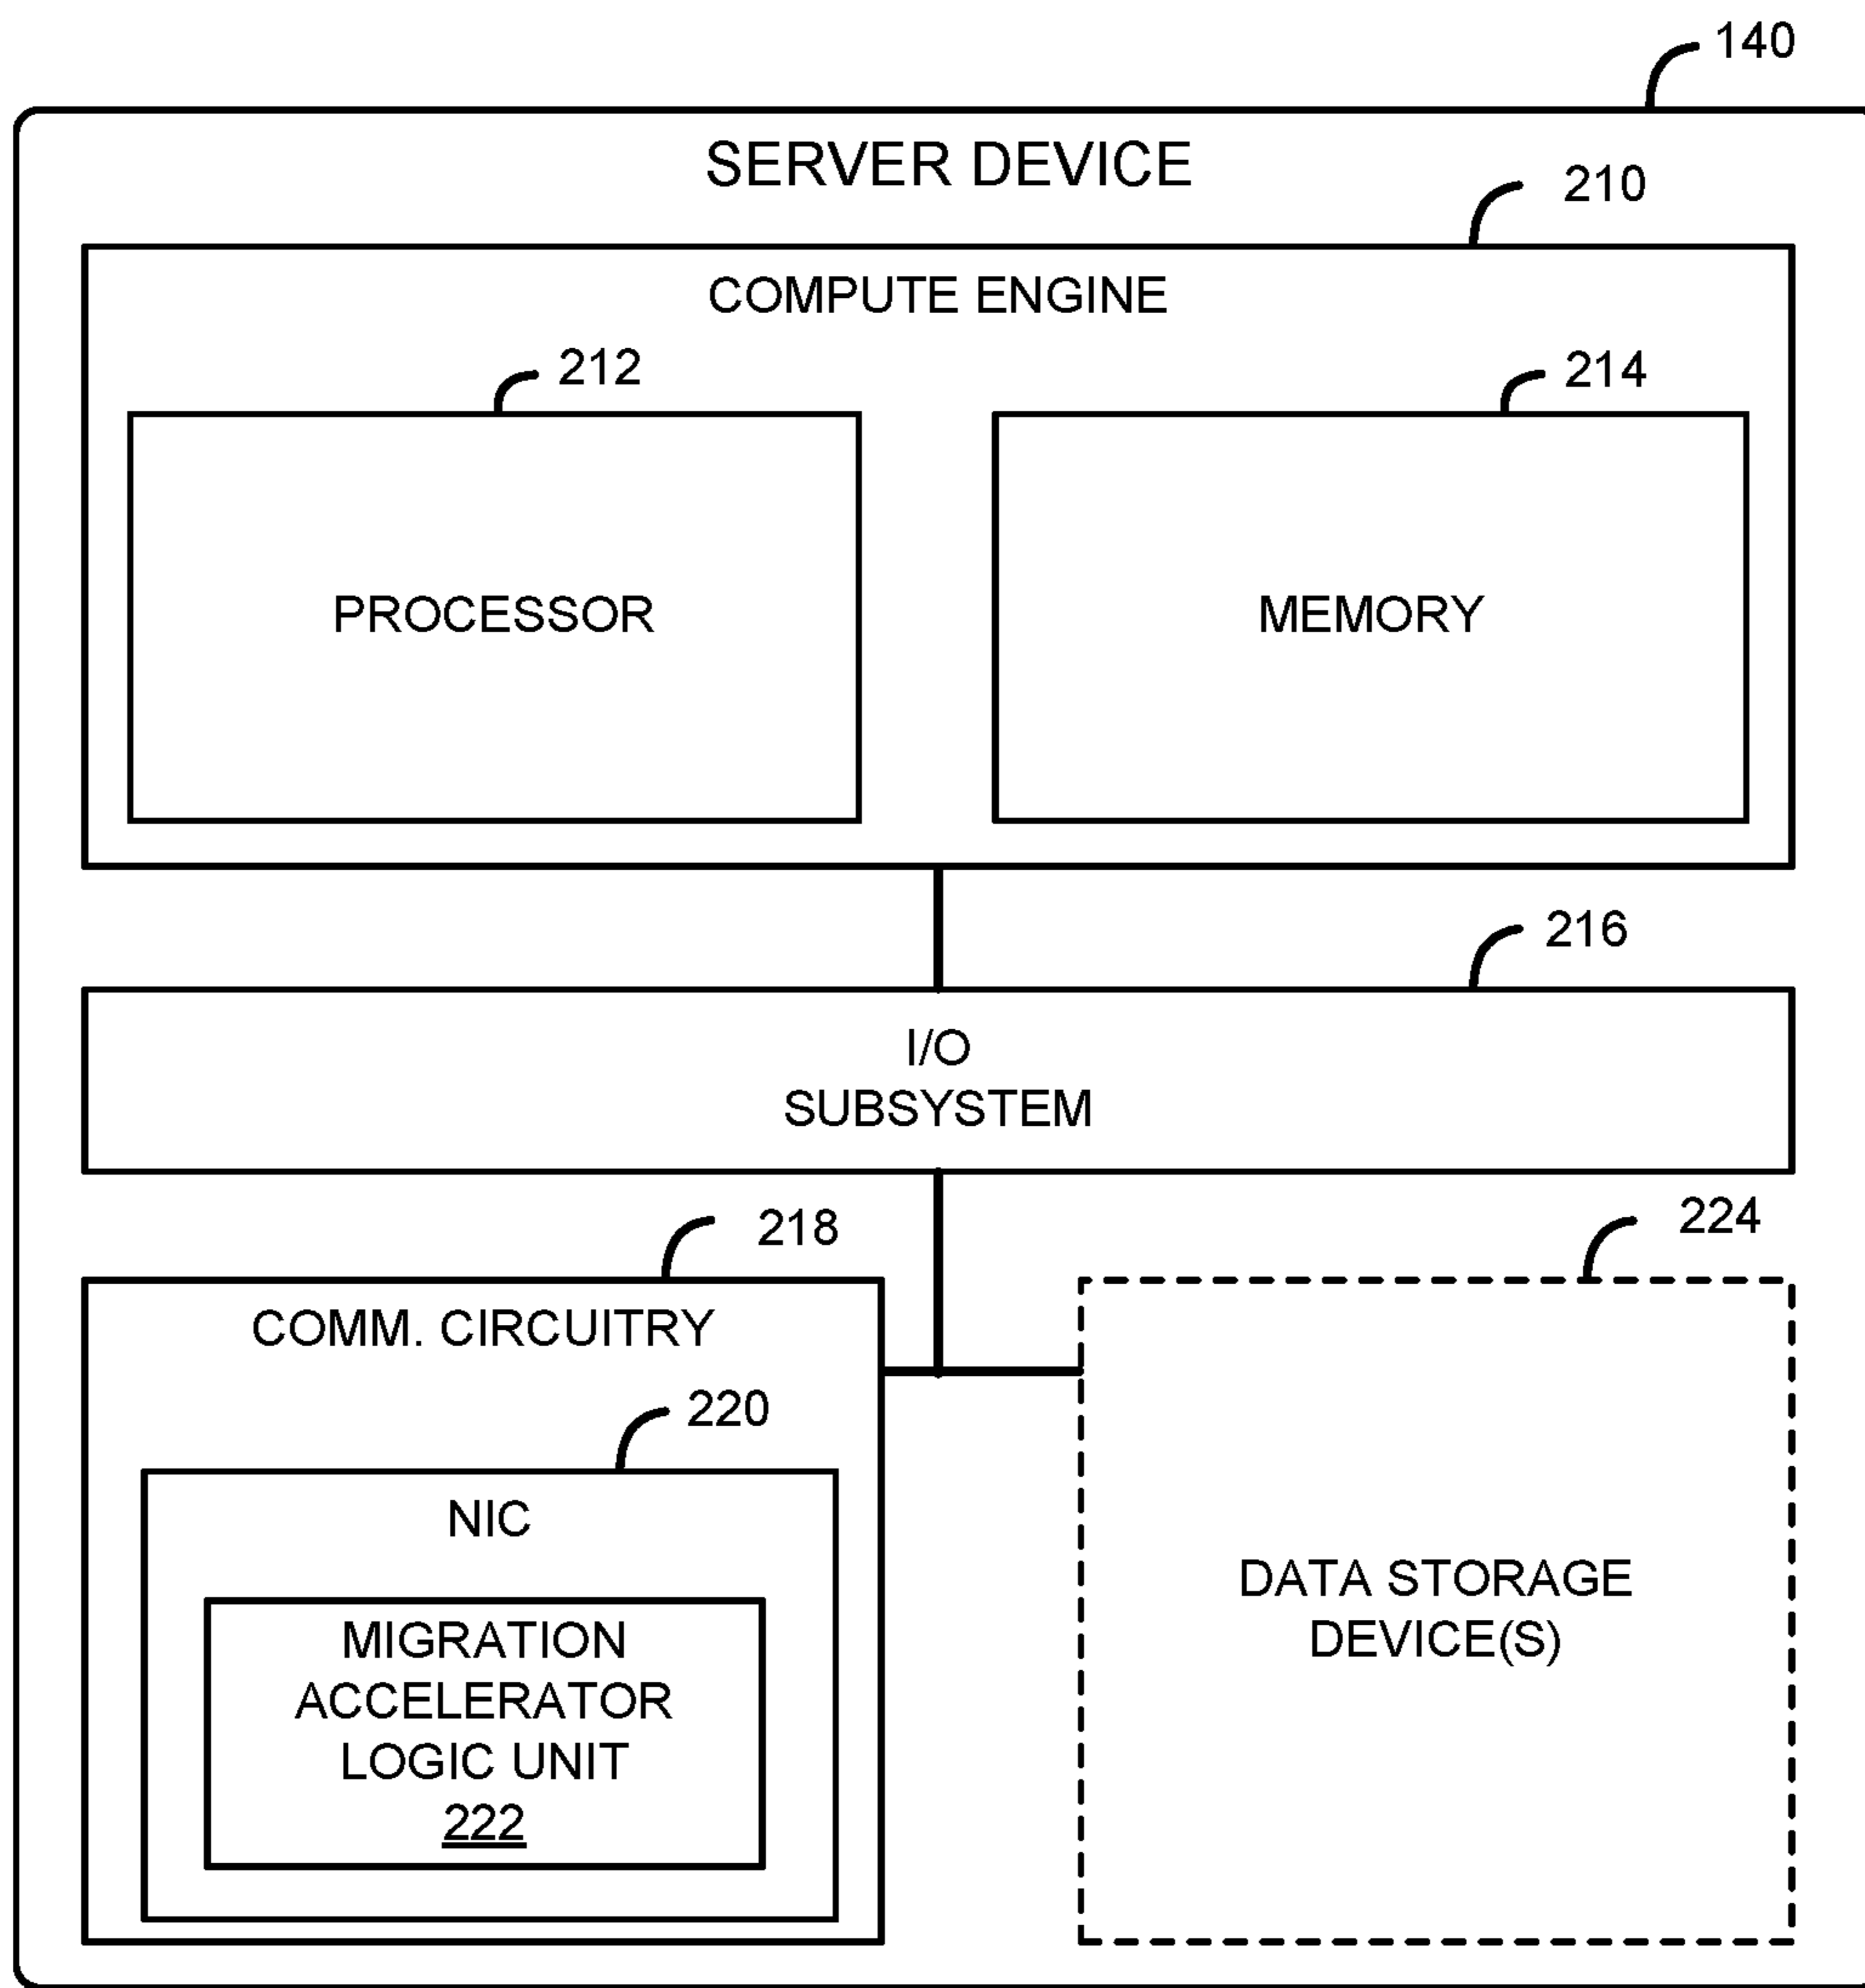 140
SERVER DEVICE
210
COMPUTE ENGINE
212
214
PROCESSOR
MEMORY
216
I/O
SUBSYSTEM
218
224
COMM. CIRCUITRY
220
NIC
MIGRATION
ACCELERATOR
LOGIC UNIT
222
DATA STORAGE
DEVICE(S)